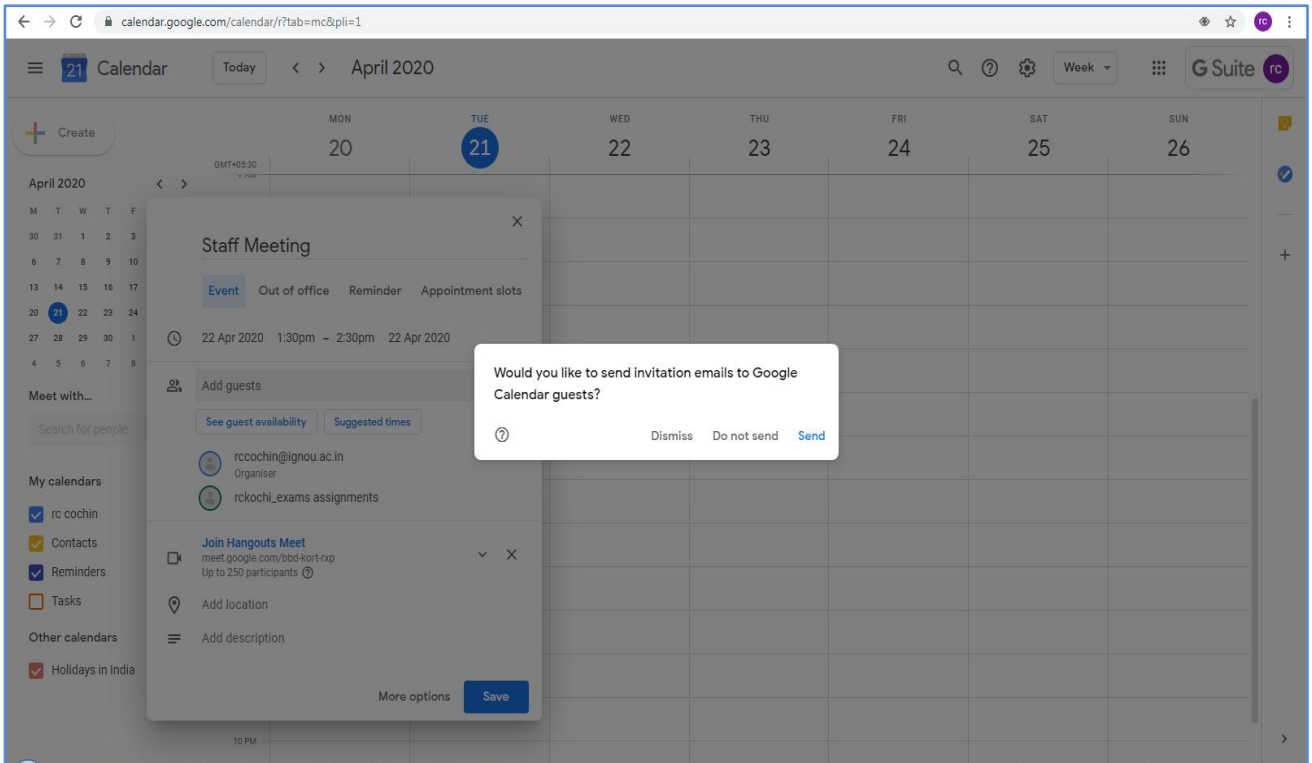 calendar.google.com/calendar/r?tab=mc&pli=1
rc
21 Calendar Today April 2020 Week G Suite rc
Create
GMT+05:30
MON TUE WED THU FRI SAT SUN
20 21 22 23 24 25 26
April 2020
M T W T F
30 31 1 2 3
6 7 8 9 10
13 14 15 16 17
20 21 22 23 24
27 28 29 30 1
4 5 6 7 8
Meet with...
Search for people
My calendars
rc cochin
Contacts
Reminders
Tasks
Other calendars
Holidays in India
Staff Meeting
Event Out of office Reminder Appointment slots
22 Apr 2020 1:30pm – 2:30pm 22 Apr 2020
Add guests
See guest availability Suggested times
rccochin@ignou.ac.in
Organiser
rckochi_exams assignments
Join Hangouts Meet
meet.google.com/bbd-kort-rxp
Up to 250 participants
Add location
Add description
More options Save
Would you like to send invitation emails to Google
Calendar guests?
Dismiss Do not send Send
10 PM